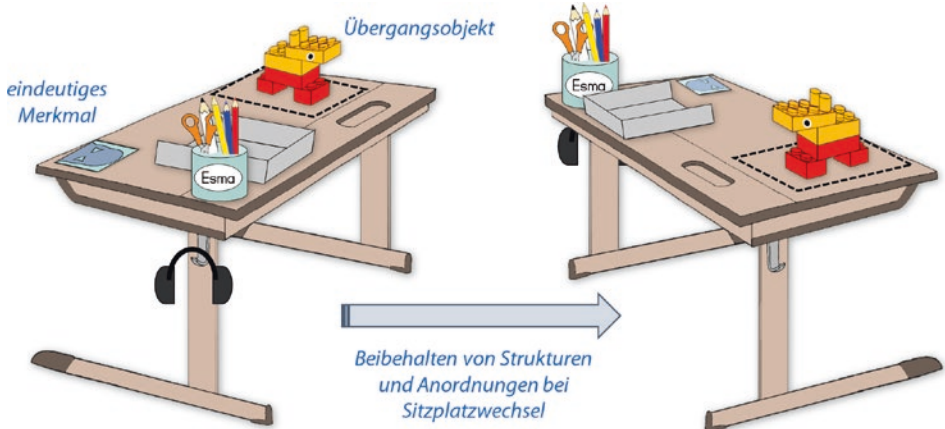 Übergangsobjekt
eindeutiges
Merkmal
Esma
Esma
Beibehalten von Strukturen
und Anordnungen bei
Sitzplatzwechsel